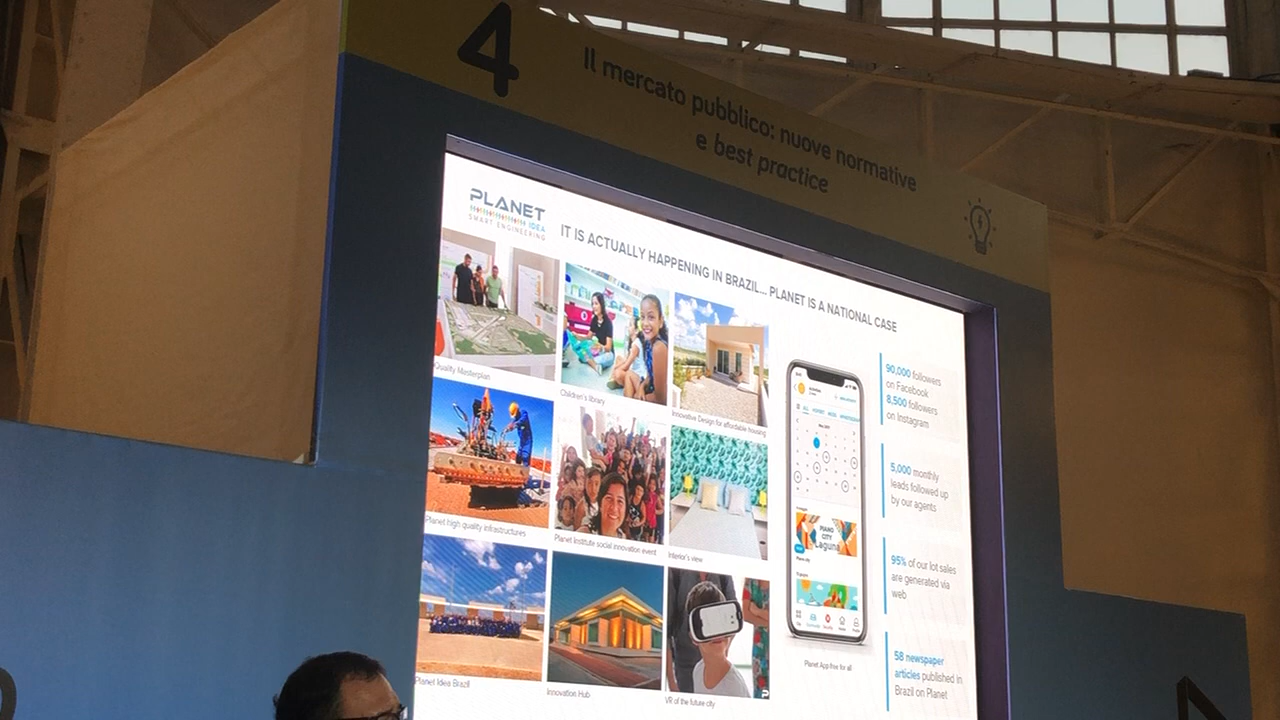 4
Il mercato pubblico: nuove normative
e best practice
PLANET
IDEA
SMART ENGINEERING
IT IS ACTUALLY HAPPENING IN BRAZIL... PLANET IS A NATIONAL CASE
Quality Masterplan
Children's library
Innovative Design for affordable housing
Planet high quality infrastructures
Planet Institute social innovation event
Interior's view
Planet Idea Brazil
Innovation Hub
VR of the future city
PIANO
CITY
Laguna
Planet App free for all
90,000 followers
on Facebook
8,500 followers
on Instagram
5,000 monthly
leads followed up
by our agents
95% of our lot sales
are generated via
web
58 newspaper
articles published in
Brazil on Planet